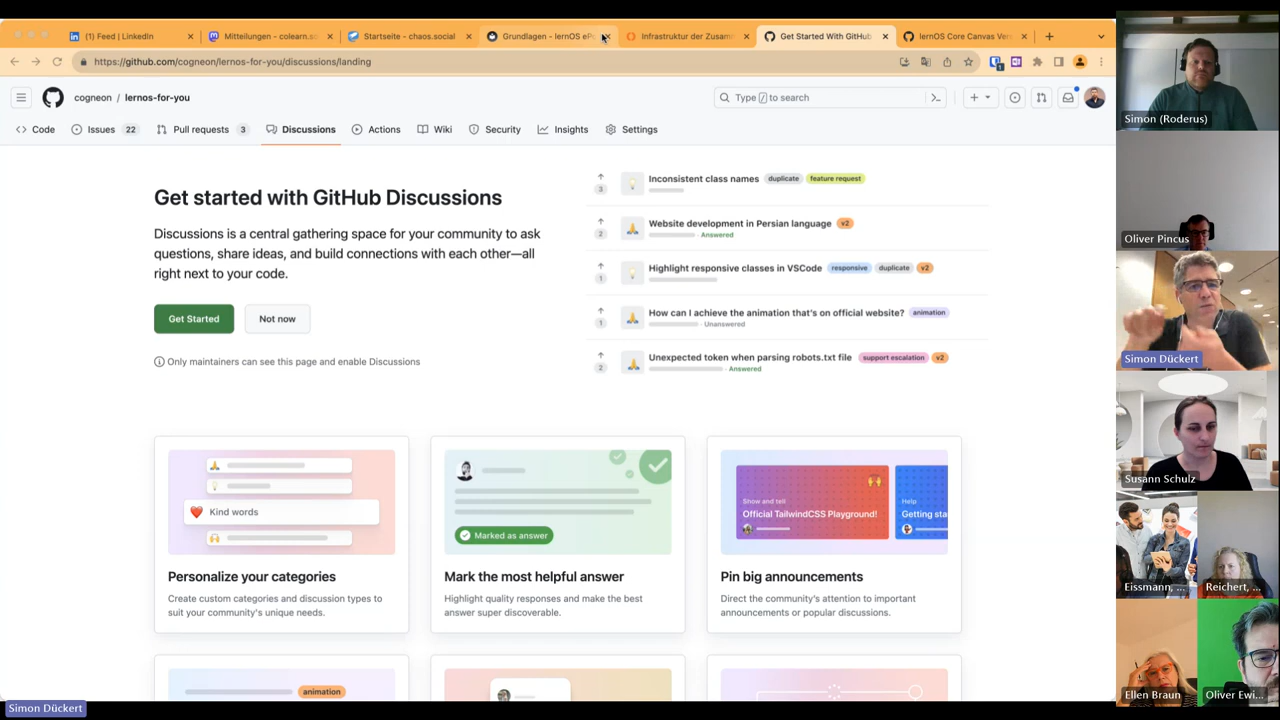 (1) Feed | LinkedIn
Mitteilungen - colearn.so
Startseite - chaos.social
Grundlagen - lernOS ePo
Infrastruktur der Zusamm
Get Started With GitHub
lernOS Core Canvas Ver
https://github.com/cogneon/lernos-for-you/discussions/landing
cogneon / lernos-for-you
Type / to search
Code
Issues 22
Pull requests 3
Discussions
Actions
Wiki
Security
Insights
Settings
Get started with GitHub Discussions
Discussions is a central gathering space for your community to ask
questions, share ideas, and build connections with each other—all
right next to your code.
Get Started
Not now
Only maintainers can see this page and enable Discussions
Inconsistent class names duplicate feature request
3
Website development in Persian language v2
2
Answered
Highlight responsive classes in VSCode responsive duplicate v2
1
How can I achieve the animation that's on official website? animation
1
Unanswered
Unexpected token when parsing robots.txt file support escalation v2
2
Answered
Kind words
Personalize your categories
Create custom categories and discussion types to
suit your community's unique needs.
Marked as answer
Mark the most helpful answer
Highlight quality responses and make the best
answer super discoverable.
Show and tell
Official TailwindCSS Playground!
Help
Getting sta
Pin big announcements
Direct the community's attention to important
announcements or popular discussions.
animation
Simon Dückert
Simon (Roderus)
Oliver Pincus
Simon Dückert
Susann Schulz
Eissmann, ...
Reichert, ...
Ellen Braun
Oliver Ewi...